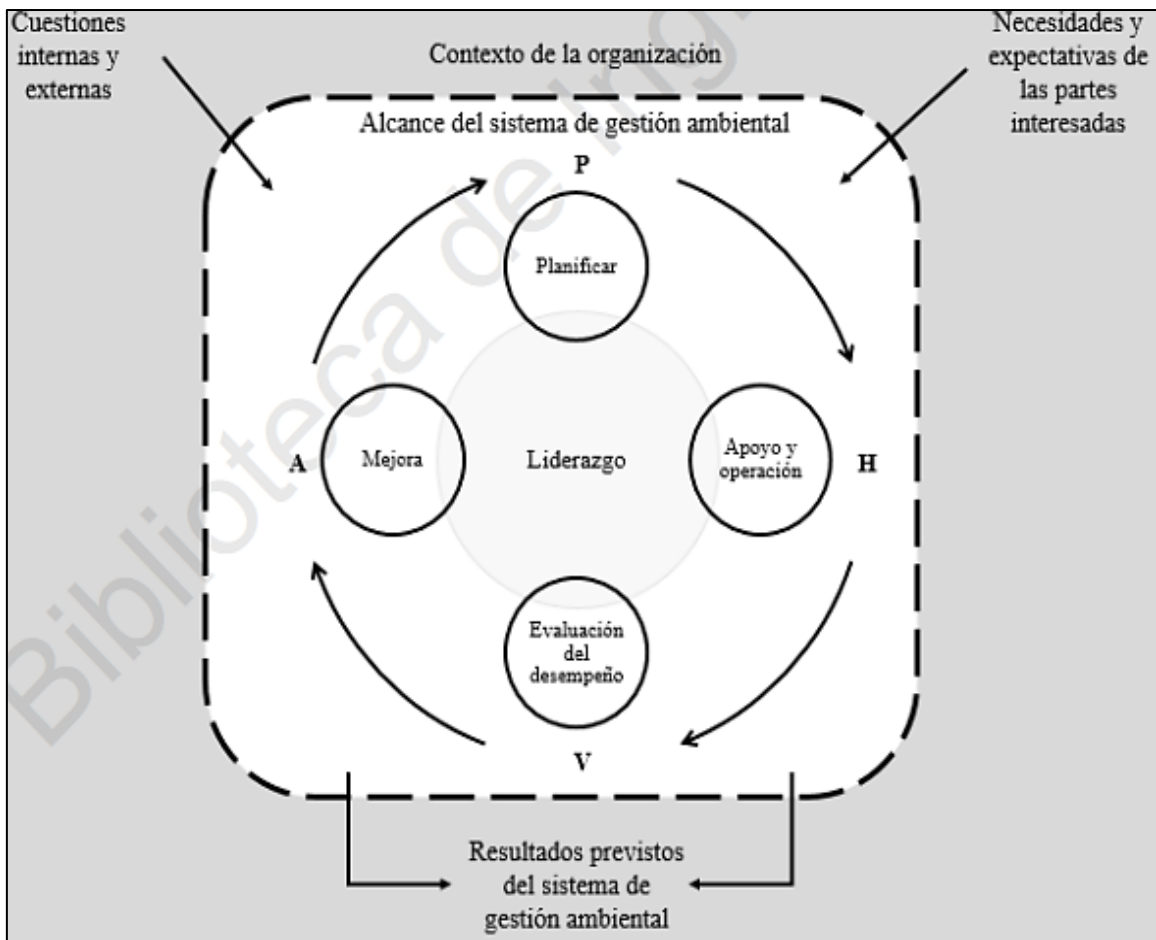 Cuestiones
internas y
externas
Contexto de la organización
Necesidades y
expectativas de
las partes
interesadas
Alcance del sistema de gestión ambiental
P
Planificar
A
Mejora
Liderazgo
Apoyo y
operación
H
Evaluación
del
desempeño
V
Resultados previstos
del sistema de
gestión ambiental
Biblioteca de